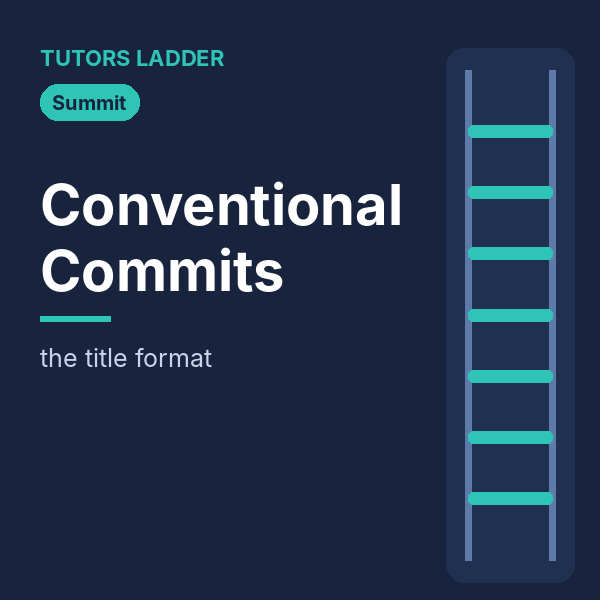 TUTORS LADDER
Summit
Conventional
Commits
the title format